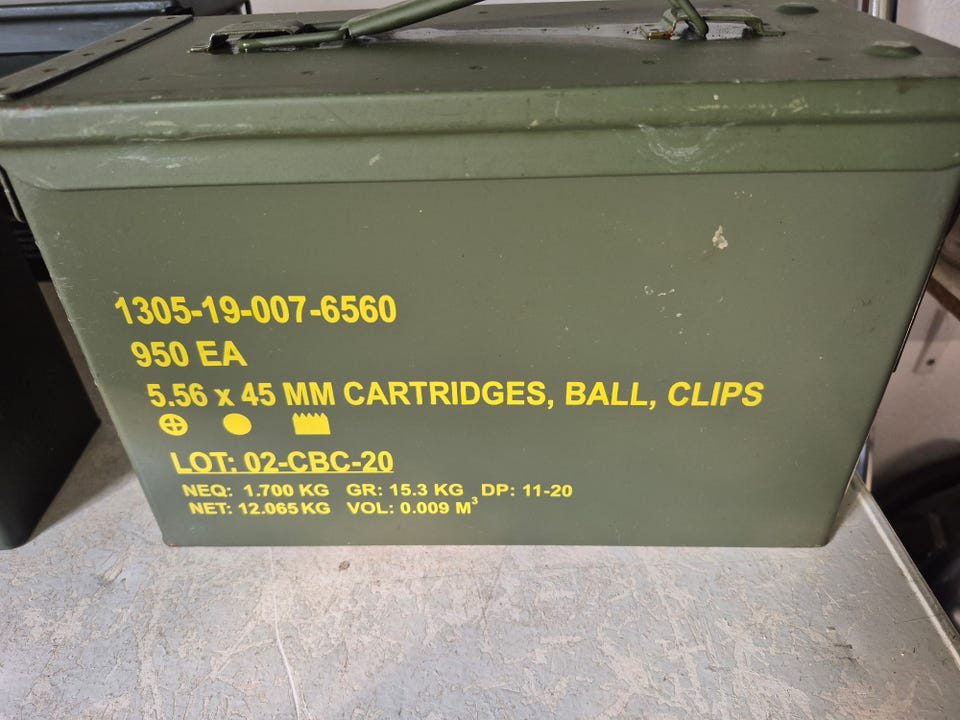 1305-19-007-6560
950 EA
5.56 x 45 MM CARTRIDGES, BALL, CLIPS
LOT: 02-CBC-20
NEQ: 1.700 KG GR: 15.3 KG DP: 11-20
NET: 12.065 KG VOL: 0.009 M³